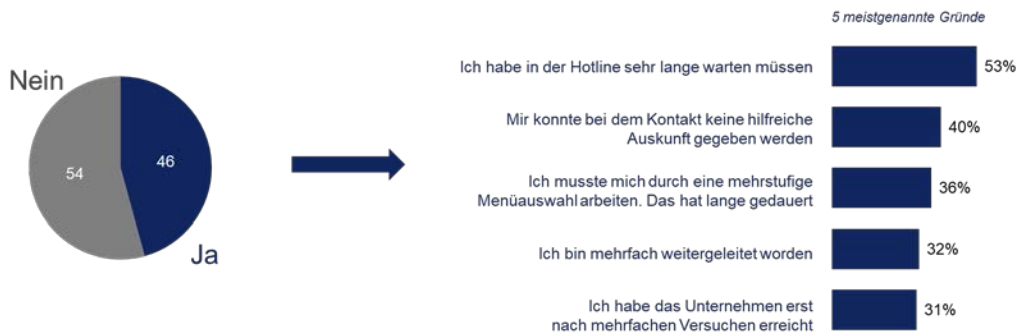 5 meistgenannte Gründe
Nein
54
46
Ja
Ich habe in der Hotline sehr lange warten müssen
53%
Mir konnte bei dem Kontakt keine hilfreiche
Auskunft gegeben werden
40%
Ich musste mich durch eine mehrstufige
Menüauswahl arbeiten. Das hat lange gedauert
36%
Ich bin mehrfach weitergeleitet worden
32%
Ich habe das Unternehmen erst
nach mehrfachen Versuchen erreicht
31%